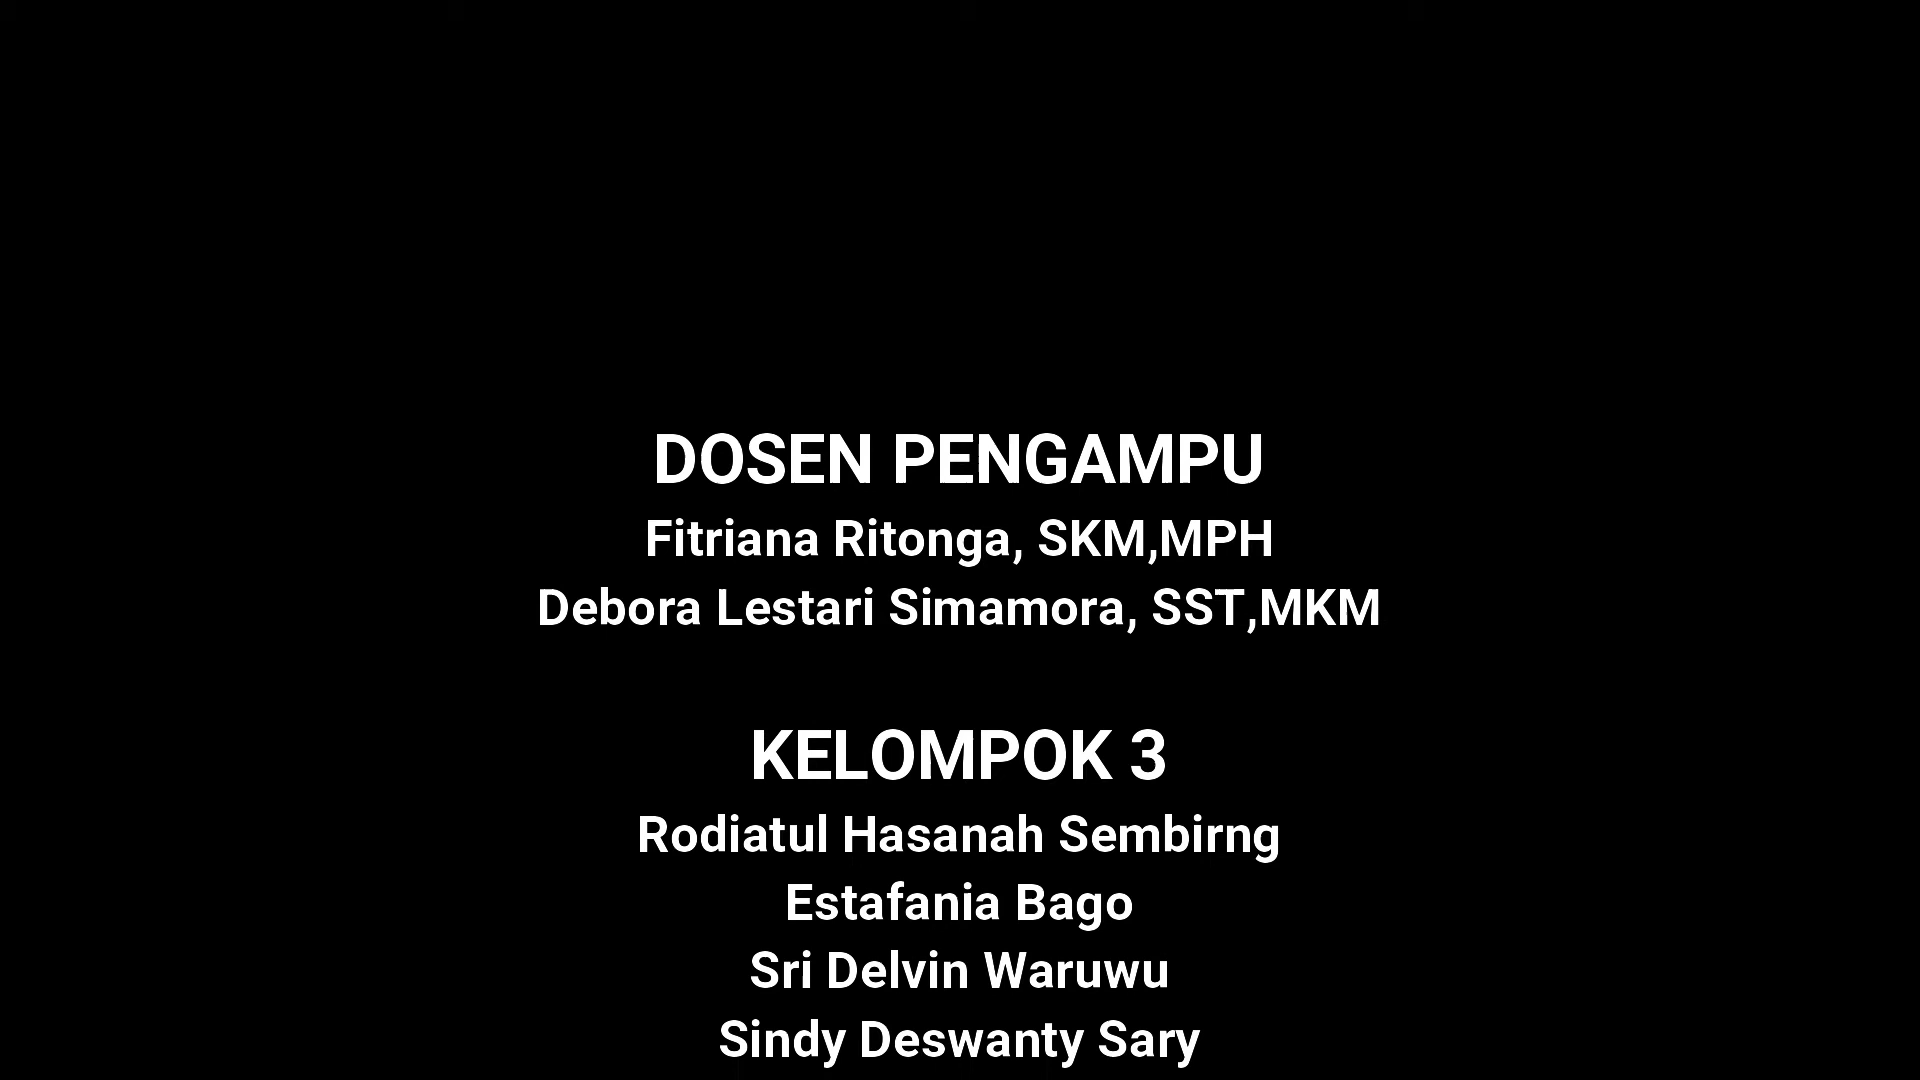 DOSEN PENGAMPU
Fitriana Ritonga, SKM,MPH
Debora Lestari Simamora, SST,MKM
KELOMPOK 3
Rodiatul Hasanah Sembirng
Estafania Bago
Sri Delvin Waruwu
Sindy Deswanty Sary